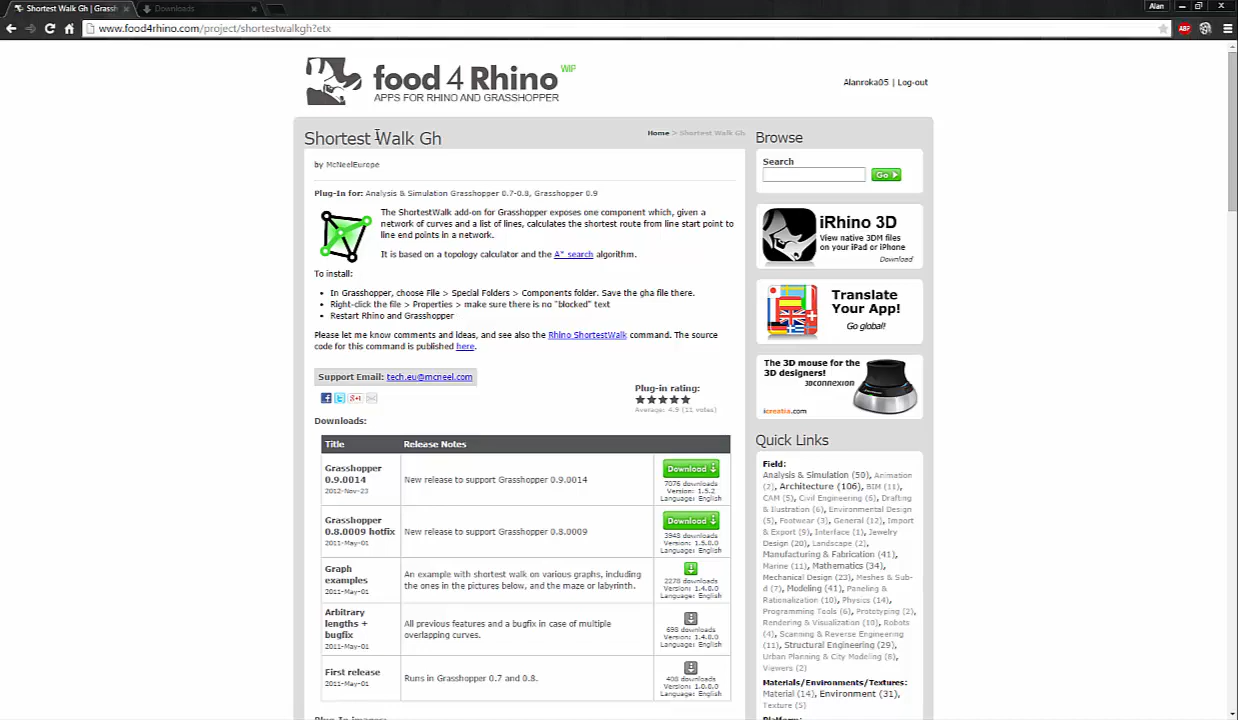 Shortest Walk Gh | Grassh
Downloads
Alan
www.food4rhino.com/project/shortestwalkgh?etx
ABP
food 4 Rhino WIP
APPS FOR RHINO AND GRASSHOPPER
Alanroka05 | Log-out
Shortest Walk Gh
Home > Shortest Walk Gh
by McNeelEurope
Plug-In for: Analysis & Simulation Grasshopper 0.7-0.8, Grasshopper 0.9
The ShortestWalk add-on for Grasshopper exposes one component which, given a
network of curves and a list of lines, calculates the shortest route from line start point to
line end points in a network.
It is based on a topology calculator and the A* search algorithm.
To install:
• In Grasshopper, choose File > Special Folders > Components folder. Save the gha file there.
• Right-click the file > Properties > make sure there is no "blocked" text
• Restart Rhino and Grasshopper
Please let me know comments and ideas, and see also the Rhino ShortestWalk command. The source
code for this command is published here.
Support Email: tech.eu@mcneel.com
Plug-in rating:
Average: 4.9 (11 votes)
Downloads:
Title
Release Notes
Grasshopper
0.9.0014
2012-Nov-23
New release to support Grasshopper 0.9.0014
Download
7076 downloads
Version: 1.5.2
Language: English
Grasshopper
0.8.0009 hotfix
2011-May-01
New release to support Grasshopper 0.8.0009
Download
3948 downloads
Version: 1.5.0.0
Language: English
Graph
examples
2011-May-01
An example with shortest walk on various graphs, including
the ones in the pictures below, and the maze or labyrinth.
2278 downloads
Version: 1.4.0.0
Language: English
Arbitrary
lengths +
bugfix
2011-May-01
All previous features and a bugfix in case of multiple
overlapping curves.
698 downloads
Version: 1.4.0.0
Language: English
First release
2011-May-01
Runs in Grasshopper 0.7 and 0.8.
408 downloads
Version: 1.0.0.0
Language: English
Plug-In images:
Browse
Search
Go
iRhino 3D
View native 3DM files
on your iPad or iPhone
Download
Translate
Your App!
Go global!
The 3D mouse for the
3D designers!
3Dconnexion
icreatia.com
Quick Links
Field:
Analysis & Simulation (50), Animation
(7), Architecture (106), BIM (11),
CAM (5), Civil Engineering (6), Drafting
& Illustration (6), Environmental Design
(5), Footwear (3), General (12), Import
& Export (9), Interface (1), Jewelry
Design (20), Landscape (2),
Manufacturing & Fabrication (41),
Marine (11), Mathematics (34),
Mechanical Design (23), Meshes & Sub-
d (7), Modeling (41), Paneling &
Rationalization (10), Physics (14),
Programming Tools (6), Prototyping (2),
Rendering & Visualization (10), Robots
(4), Scanning & Reverse Engineering
(11), Structural Engineering (29),
Urban Planning & City Modeling (8),
Viewers (2)
Materials/Environments/Textures:
Material (14), Environment (31),
Texture (5)
Platform: